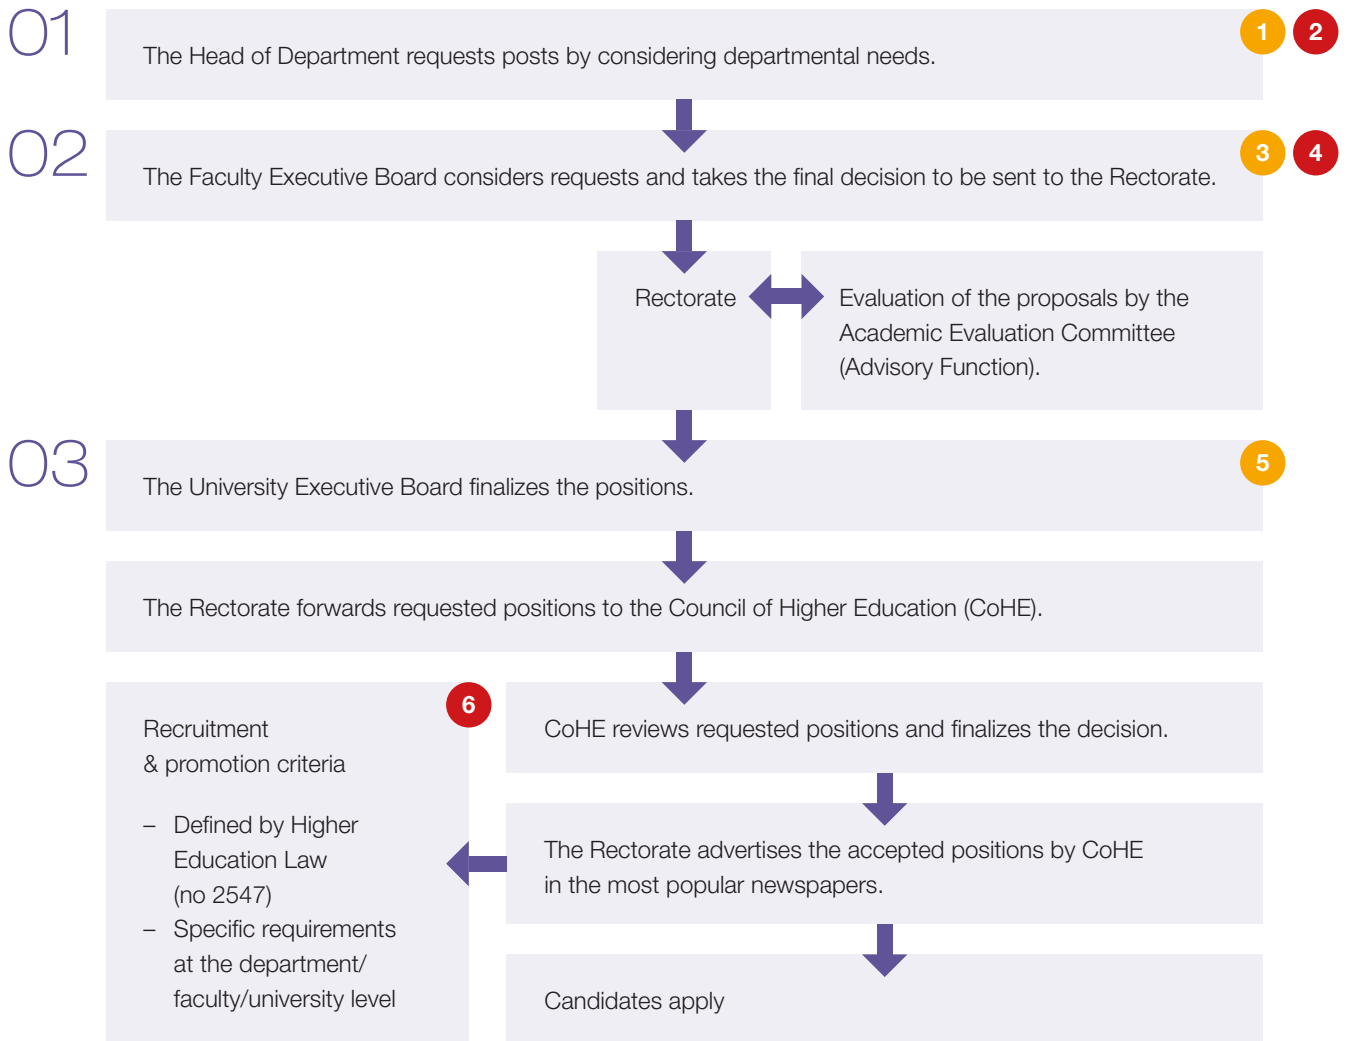 01
The Head of Department requests posts by considering departmental needs.
1
2
02
The Faculty Executive Board considers requests and takes the final decision to be sent to the Rectorate.
3
4
Rectorate
Evaluation of the proposals by the
Academic Evaluation Committee
(Advisory Function).
03
The University Executive Board finalizes the positions.
5
The Rectorate forwards requested positions to the Council of Higher Education (CoHE).
6
Recruitment
& promotion criteria
– Defined by Higher
Education Law
(no 2547)
– Specific requirements
at the department/
faculty/university level
CoHE reviews requested positions and finalizes the decision.
The Rectorate advertises the accepted positions by CoHE
in the most popular newspapers.
Candidates apply